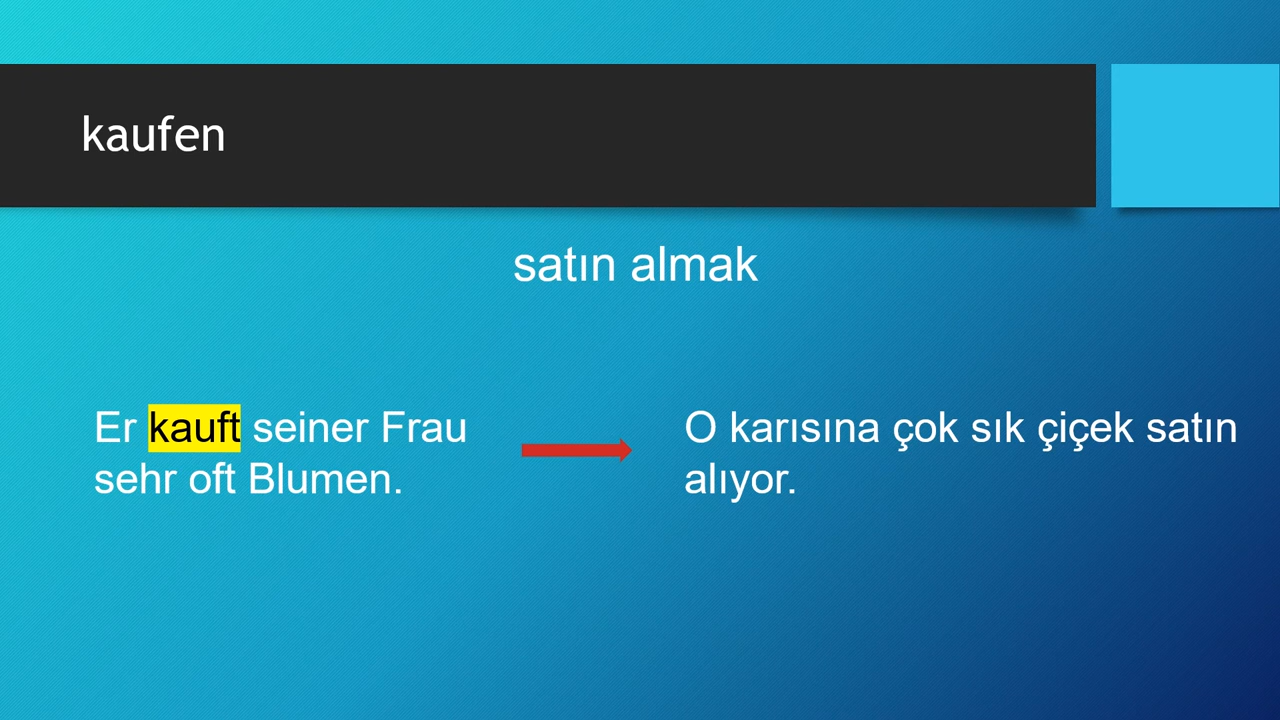 kaufen
satın almak
Er kauft seiner Frau
sehr oft Blumen.
O karısına çok sık çiçek satın
alıyor.